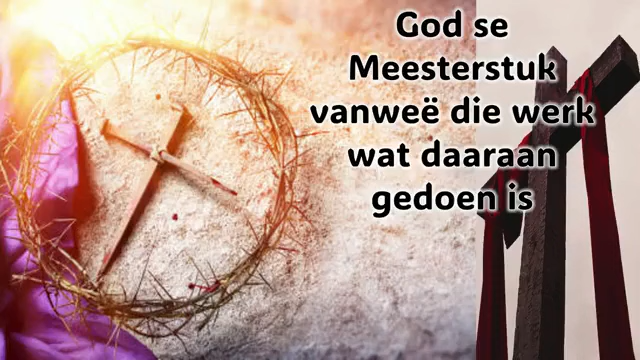 God se
Meesterstuk
vanweë die werk
wat daaraan
gedoen is